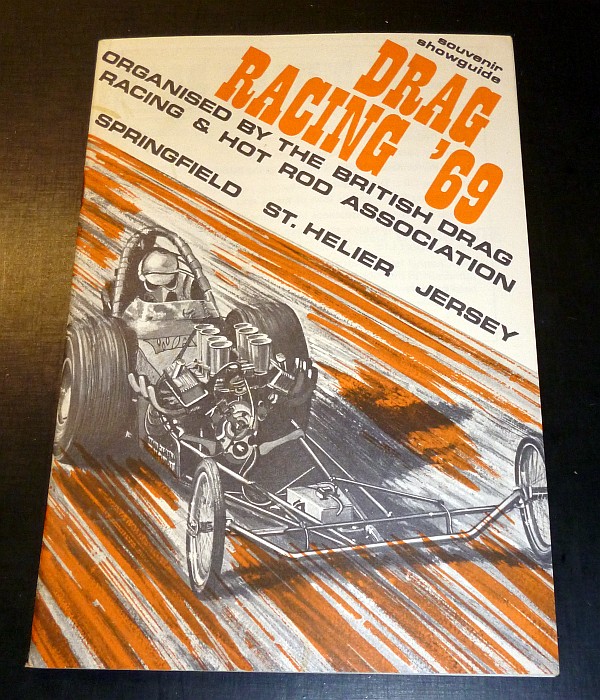 souvenir
showguide
DRAG
RACING '69
ORGANISED BY THE BRITISH DRAG
RACING & HOT ROD ASSOCIATION
SPRINGFIELD ST. HELIER JERSEY